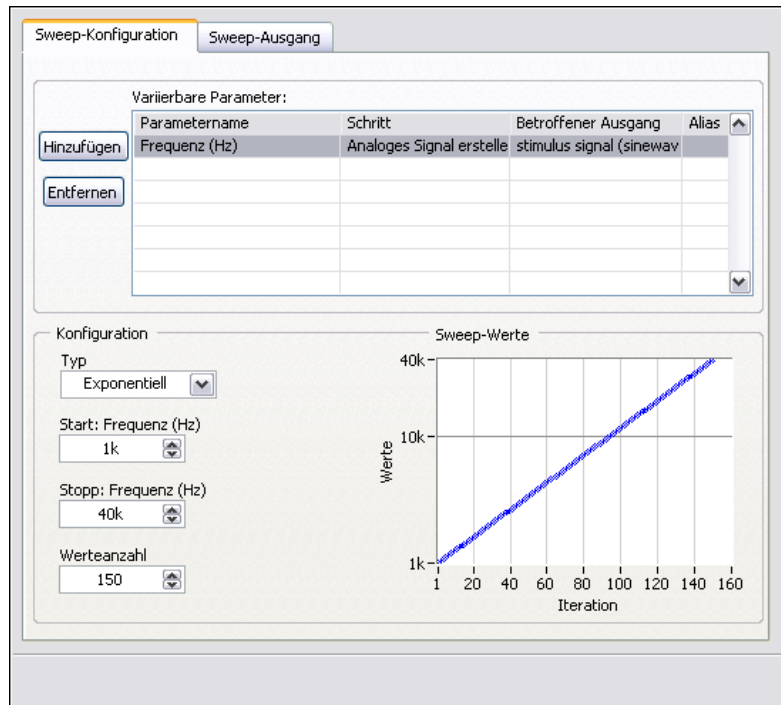 Sweep-Konfiguration Sweep-Ausgang
Variierbare Parameter:
Parametername Schritt Betroffener Ausgang Alias
Hinzufügen Frequenz (Hz) Analoges Signal erstelle stimulus signal (sinewav
Entfernen
Konfiguration
Typ
Exponentiell
Start: Frequenz (Hz)
1k
Stopp: Frequenz (Hz)
40k
Werteanzahl
150
Sweep-Werte
40k
10k
1k
Werte
1 20 40 60 80 100 120 140 160
Iteration